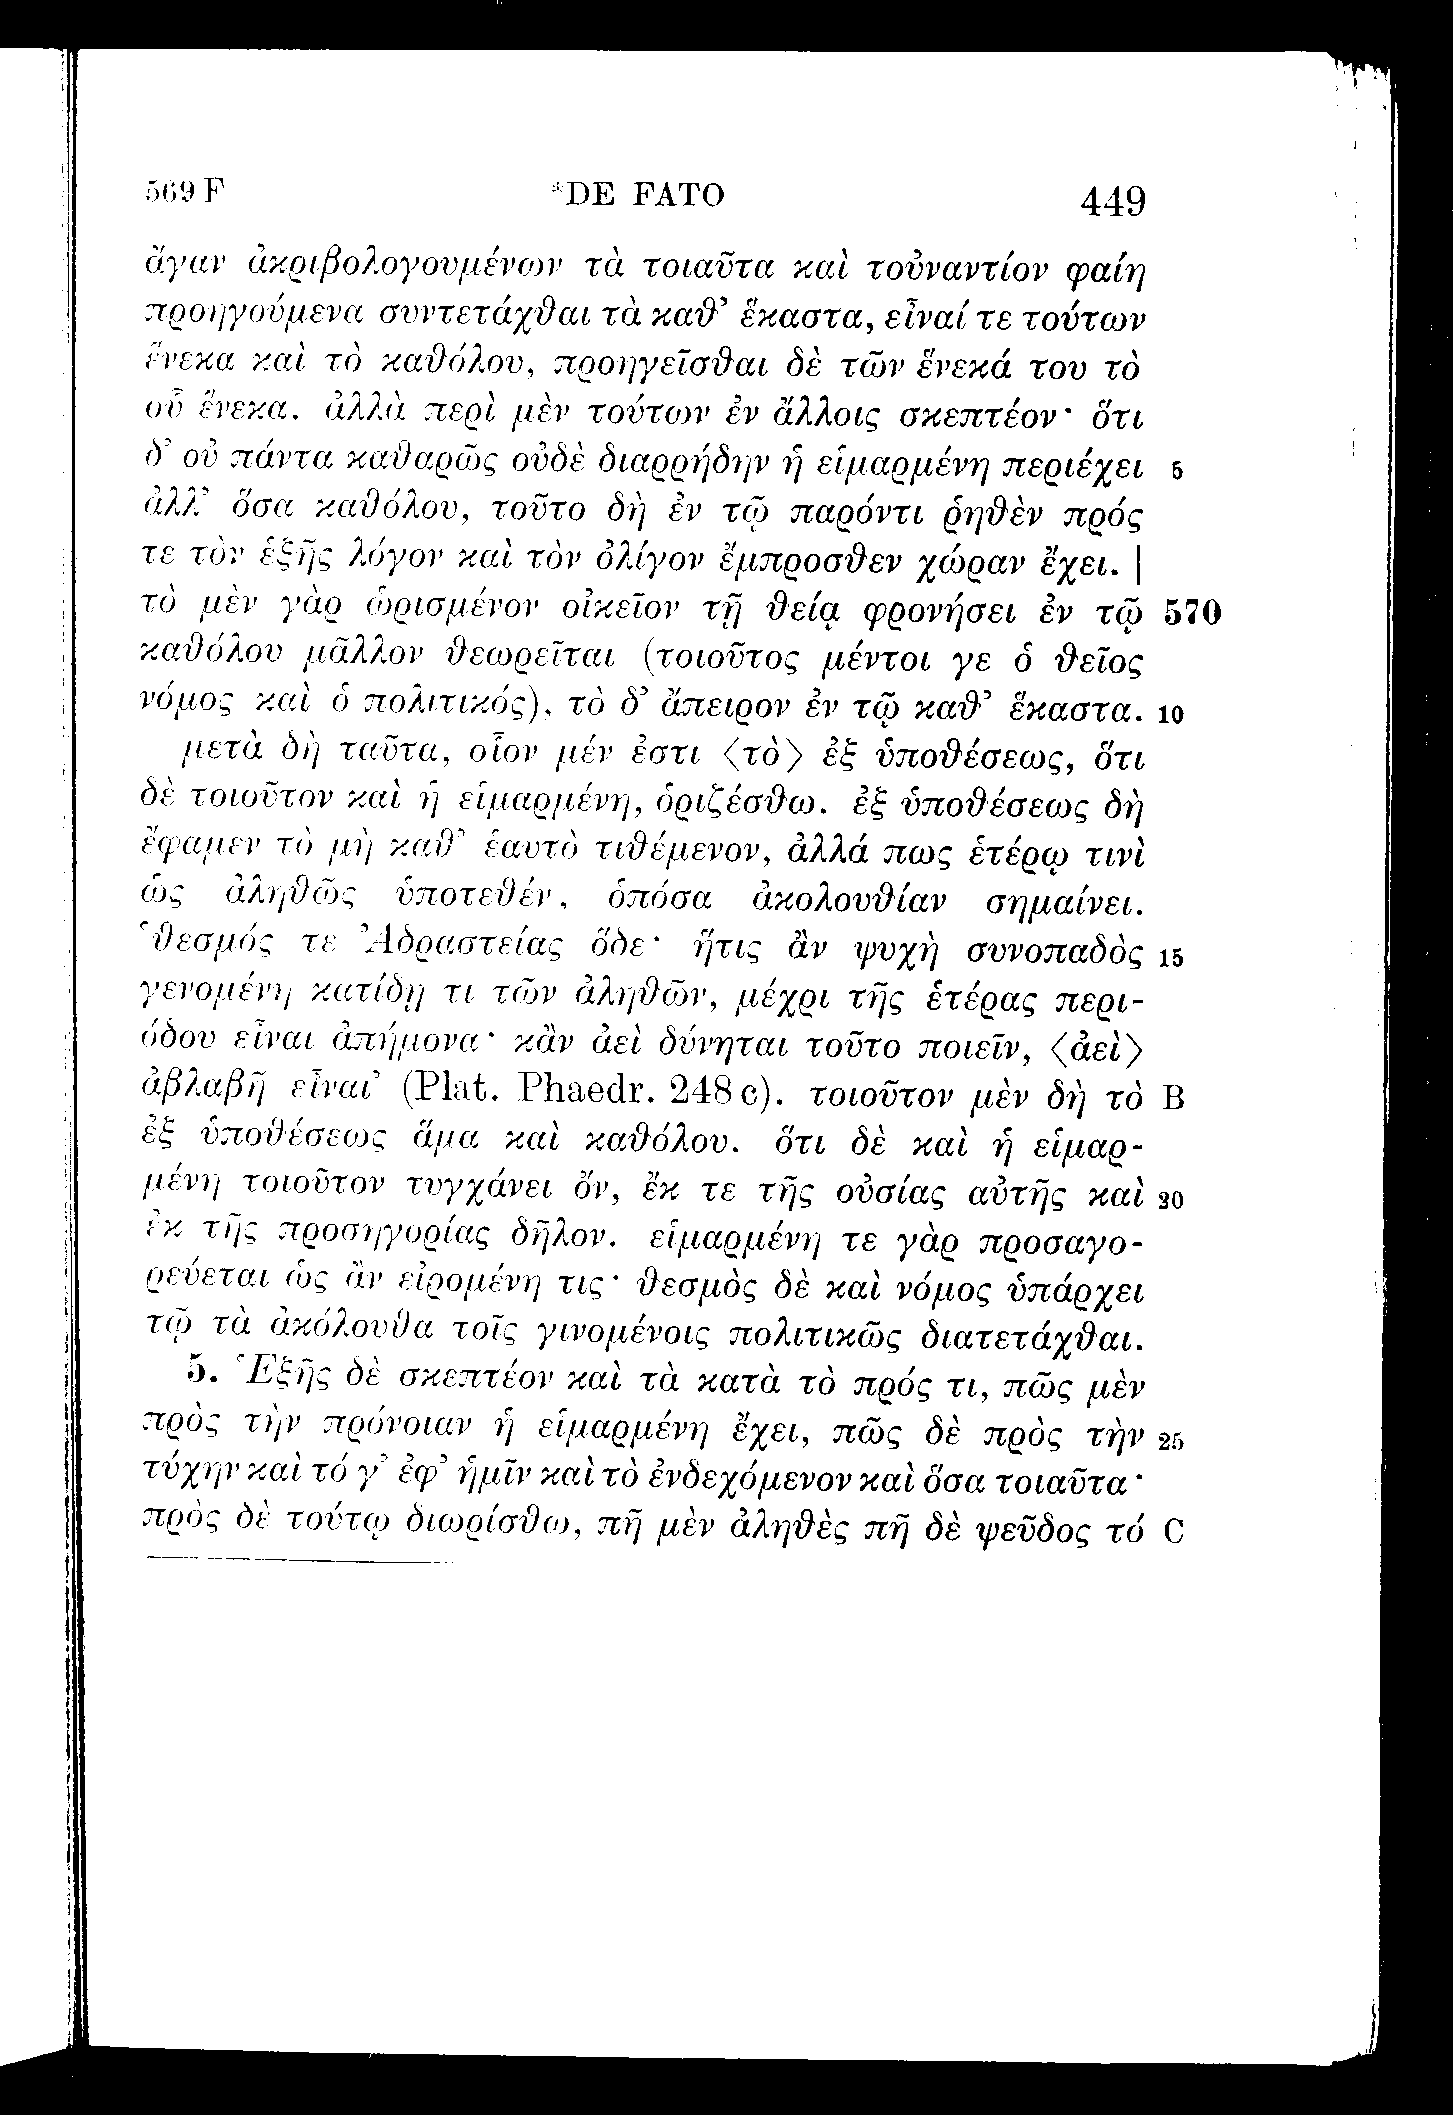 569 F *DE FATO 449
ἄγαν ἀκριβολογουμένων τὰ τοιαῦτα καὶ τοὐναντίον φαίη
προηγούμενα συντετάχθαι τὰ καθ’ ἕκαστα, εἶναί τε τούτων
ἕνεκα καὶ τὸ καθόλου, προηγεῖσθαι δὲ τῶν ἕνεκά του τὸ
οὗ ἕνεκα. ἀλλὰ περὶ μὲν τούτων ἐν ἄλλοις σκεπτέον· ὅτι
δ’ οὐ πάντα καθαρῶς οὐδὲ διαρρήδην ἡ εἱμαρμένη περιέχει 5
ἀλλ’ ὅσα καθόλου, τοῦτο δὴ ἐν τῷ παρόντι ῥηθὲν πρός
τε τὸν ἑξῆς λόγον καὶ τὸν ὀλίγον ἔμπροσθεν χώραν ἔχει. |
τὸ μὲν γὰρ ὡρισμένον οἰκεῖον τῇ θείᾳ φρονήσει ἐν τῷ 570
καθόλου μᾶλλον θεωρεῖται (τοιοῦτος μέντοι γε ὁ θεῖος
νόμος καὶ ὁ πολιτικός), τὸ δ’ ἄπειρον ἐν τῷ καθ’ ἕκαστα. 10
μετὰ δὴ ταῦτα, οἷον μέν ἐστι ⟨τὸ⟩ ἐξ ὑποθέσεως, ὅτι
δὲ τοιοῦτον καὶ ἡ εἱμαρμένη, ὁριζέσθω. ἐξ ὑποθέσεως δὴ
ἔφαμεν τὸ μὴ καθ’ ἑαυτὸ τιθέμενον, ἀλλά πως ἑτέρῳ τινὶ
ὡς ἀληθῶς ὑποτεθέν, ὁπόσα ἀκολουθίαν σημαίνει.
‘θεσμός τε Ἀδραστείας ὅδε· ἥτις ἂν ψυχὴ συνοπαδὸς 15
γενομένη κατίδῃ τι τῶν ἀληθῶν, μέχρι τῆς ἑτέρας περι-
όδου εἶναι ἀπήμονα· κἂν ἀεὶ δύνηται τοῦτο ποιεῖν, ⟨ἀεὶ⟩
ἀβλαβῆ εἶναι’ (Plat. Phaedr. 248 c). τοιοῦτον μὲν δὴ τὸ B
ἐξ ὑποθέσεως ἅμα καὶ καθόλου. ὅτι δὲ καὶ ἡ εἱμαρ-
μένη τοιοῦτον τυγχάνει ὄν, ἔκ τε τῆς οὐσίας αὐτῆς καὶ 20
ἐκ τῆς προσηγορίας δῆλον. εἱμαρμένη τε γὰρ προσαγο-
ρεύεται ὡς ἂν εἰρομένη τις· θεσμὸς δὲ καὶ νόμος ὑπάρχει
τῷ τὰ ἀκόλουθα τοῖς γινομένοις πολιτικῶς διατετάχθαι.
5. Ἑξῆς δὲ σκεπτέον καὶ τὰ κατὰ τὸ πρός τι, πῶς μὲν
πρὸς τὴν πρόνοιαν ἡ εἱμαρμένη ἔχει, πῶς δὲ πρὸς τὴν 25
τύχην καὶ τό γ’ ἐφ’ ἡμῖν καὶ τὸ ἐνδεχόμενον καὶ ὅσα τοιαῦτα·
πρὸς δὲ τούτῳ διωρίσθω, πῆ μὲν ἀληθὲς πῆ δὲ ψεῦδος τό C